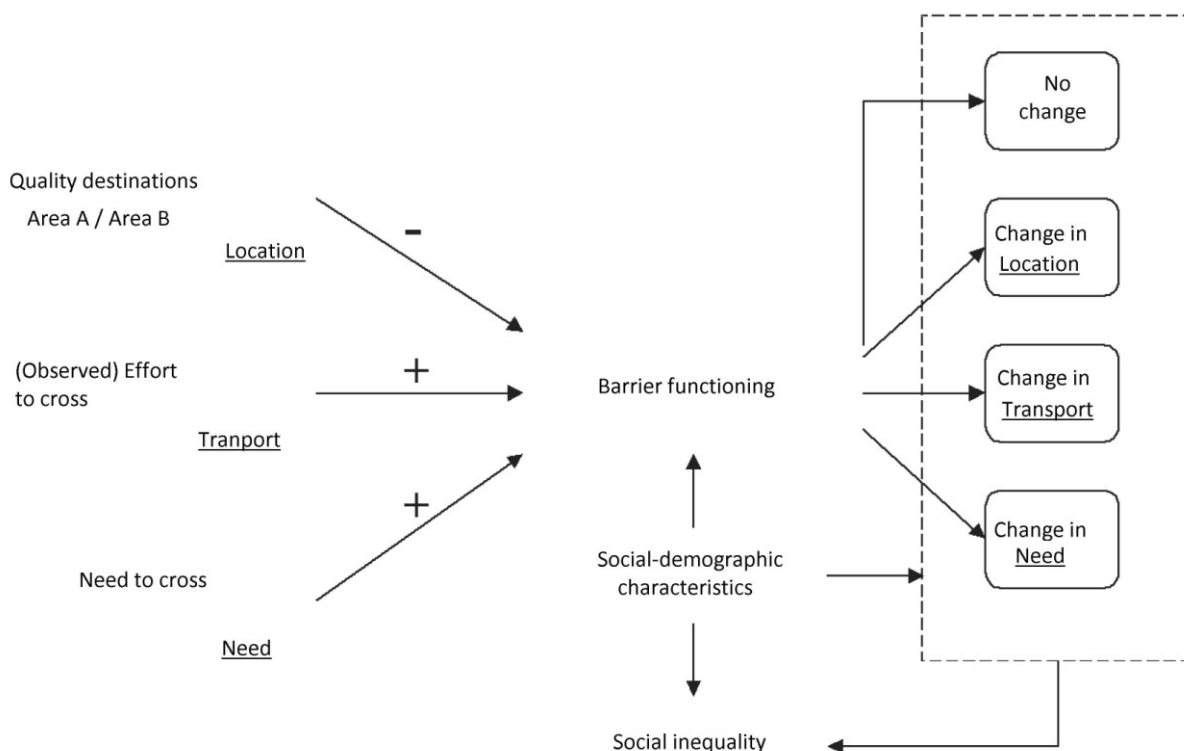 No
change
Quality destinations
Area A / Area B
Location
-
Change in
Location
(Observed) Effort
to cross
Tranport
+
Barrier functioning
Change in
Transport
+
Need to cross
Need
Social-demographic
characteristics
Change in
Need
Social inequality